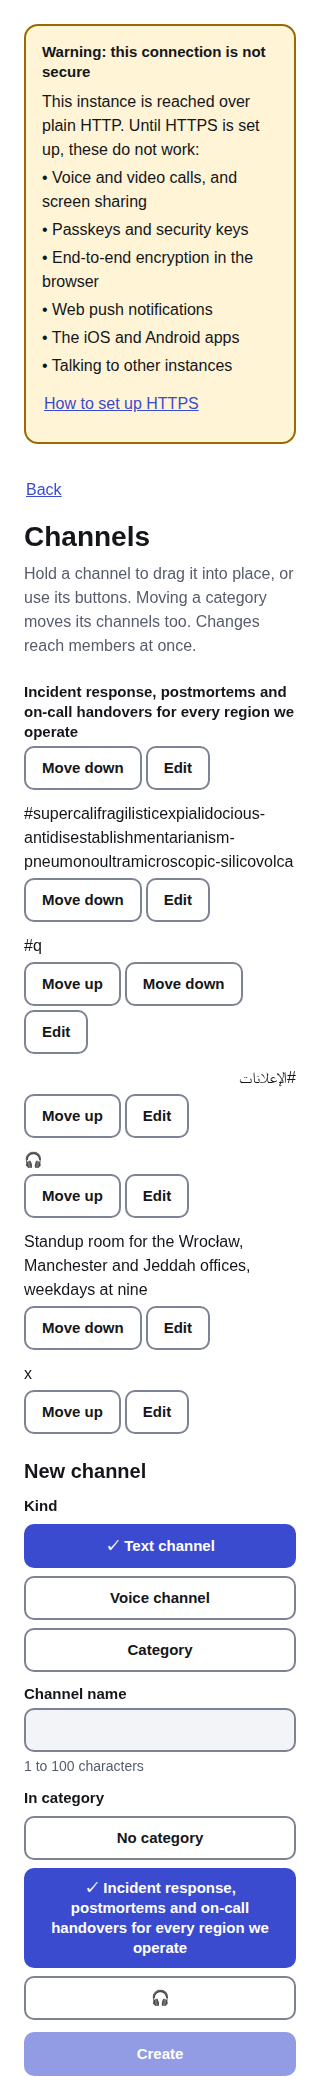 Warning: this connection is not
secure
This instance is reached over
plain HTTP. Until HTTPS is set
up, these do not work:
• Voice and video calls, and
screen sharing
• Passkeys and security keys
• End-to-end encryption in the
browser
• Web push notifications
• The iOS and Android apps
• Talking to other instances
How to set up HTTPS
Back
Channels
Hold a channel to drag it into place, or
use its buttons. Moving a category
moves its channels too. Changes
reach members at once.
Incident response, postmortems and
on-call handovers for every region we
operate
Move down Edit
#supercalifragilisticexpialidocious-
antidisestablishmentarianism-
pneumonoultramicroscopic-silicovolca
Move down Edit
#q
Move up Move down
Edit
#الإعلانات
Move up Edit
🎧
Move up Edit
Standup room for the Wrocław,
Manchester and Jeddah offices,
weekdays at nine
Move down Edit
x
Move up Edit
New channel
Kind
✓ Text channel
Voice channel
Category
Channel name
1 to 100 characters
In category
No category
✓ Incident response,
postmortems and on-call
handovers for every region we
operate
🎧
Create